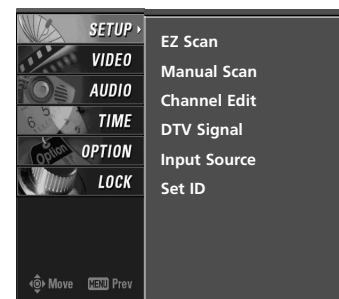 SETUP
VIDEO
AUDIO
TIME
OPTION
LOCK
Move MENU Prev
EZ Scan
Manual Scan
Channel Edit
DTV Signal
Input Source
Set ID